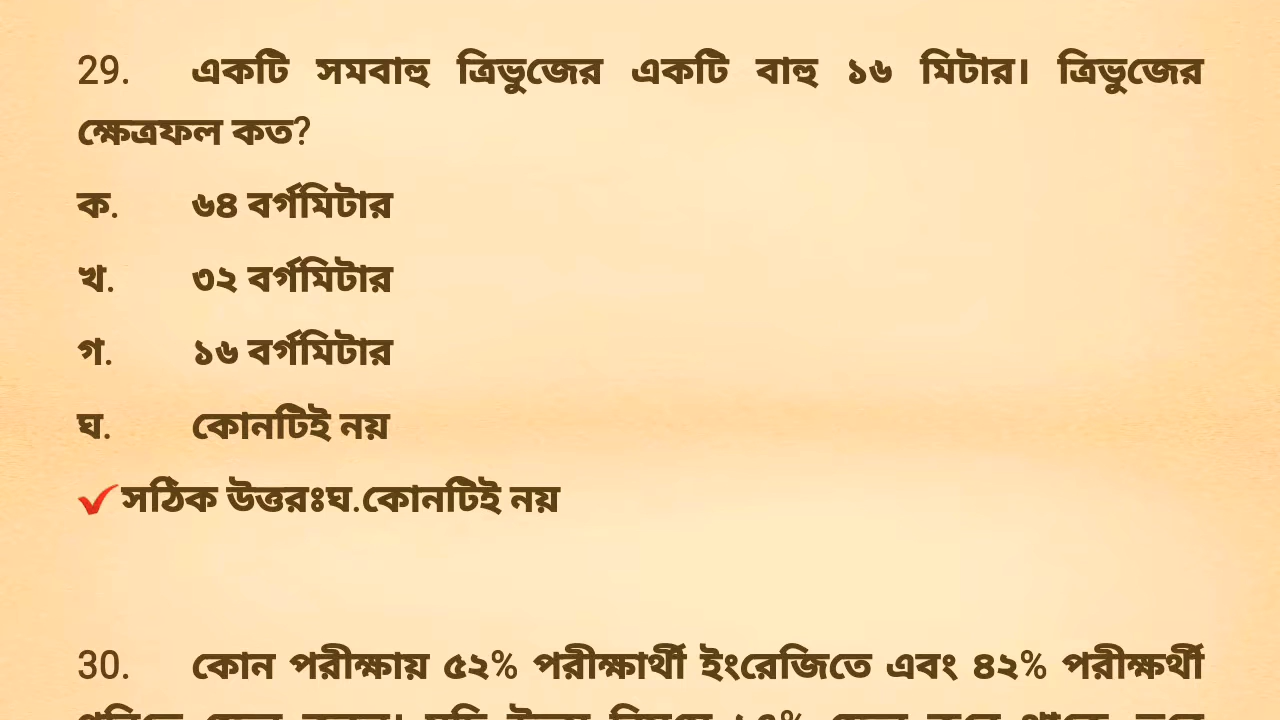 29. একটি সমবাহু ত্রিভুজের একটি বাহু ১৬ মিটার। ত্রিভুজের
ক্ষেত্রফল কত?
ক. ৬৪ বর্গমিটার
খ. ৩২ বর্গমিটার
গ. ১৬ বর্গমিটার
ঘ. কোনটিই নয়
✔সঠিক উত্তরঃঘ.কোনটিই নয়
30. কোন পরীক্ষায় ৫২% পরীক্ষার্থী ইংরেজিতে এবং ৪২% পরীক্ষর্থী